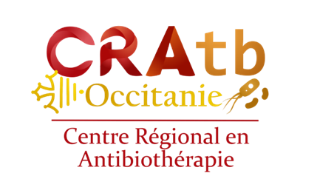 CRAtb
Occitanie
Centre Régional en
Antibiothérapie